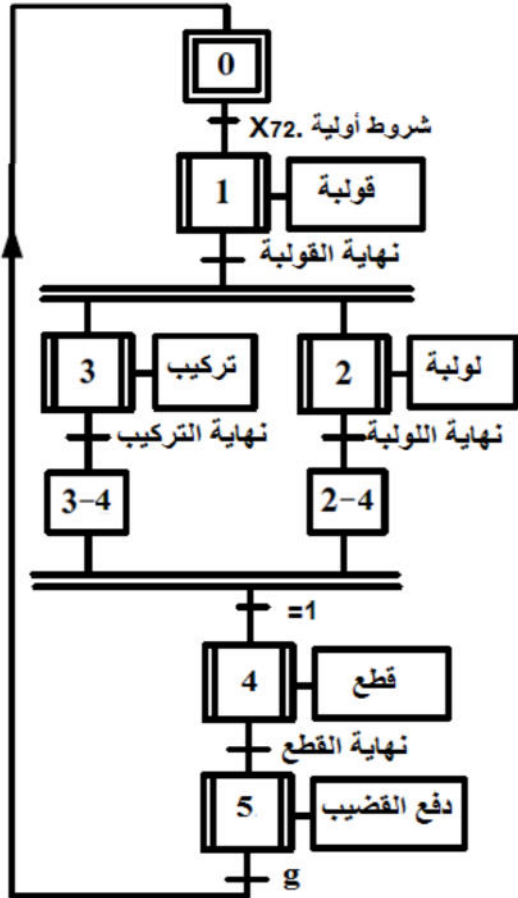 0
شروط أولية .X72
1
قولبة
نهاية القولبة
3
تركيب
2
لولبة
نهاية التركيب
نهاية اللولبة
3-4
2-4
=1
4
قطع
نهاية القطع
5
دفع القضيب
g